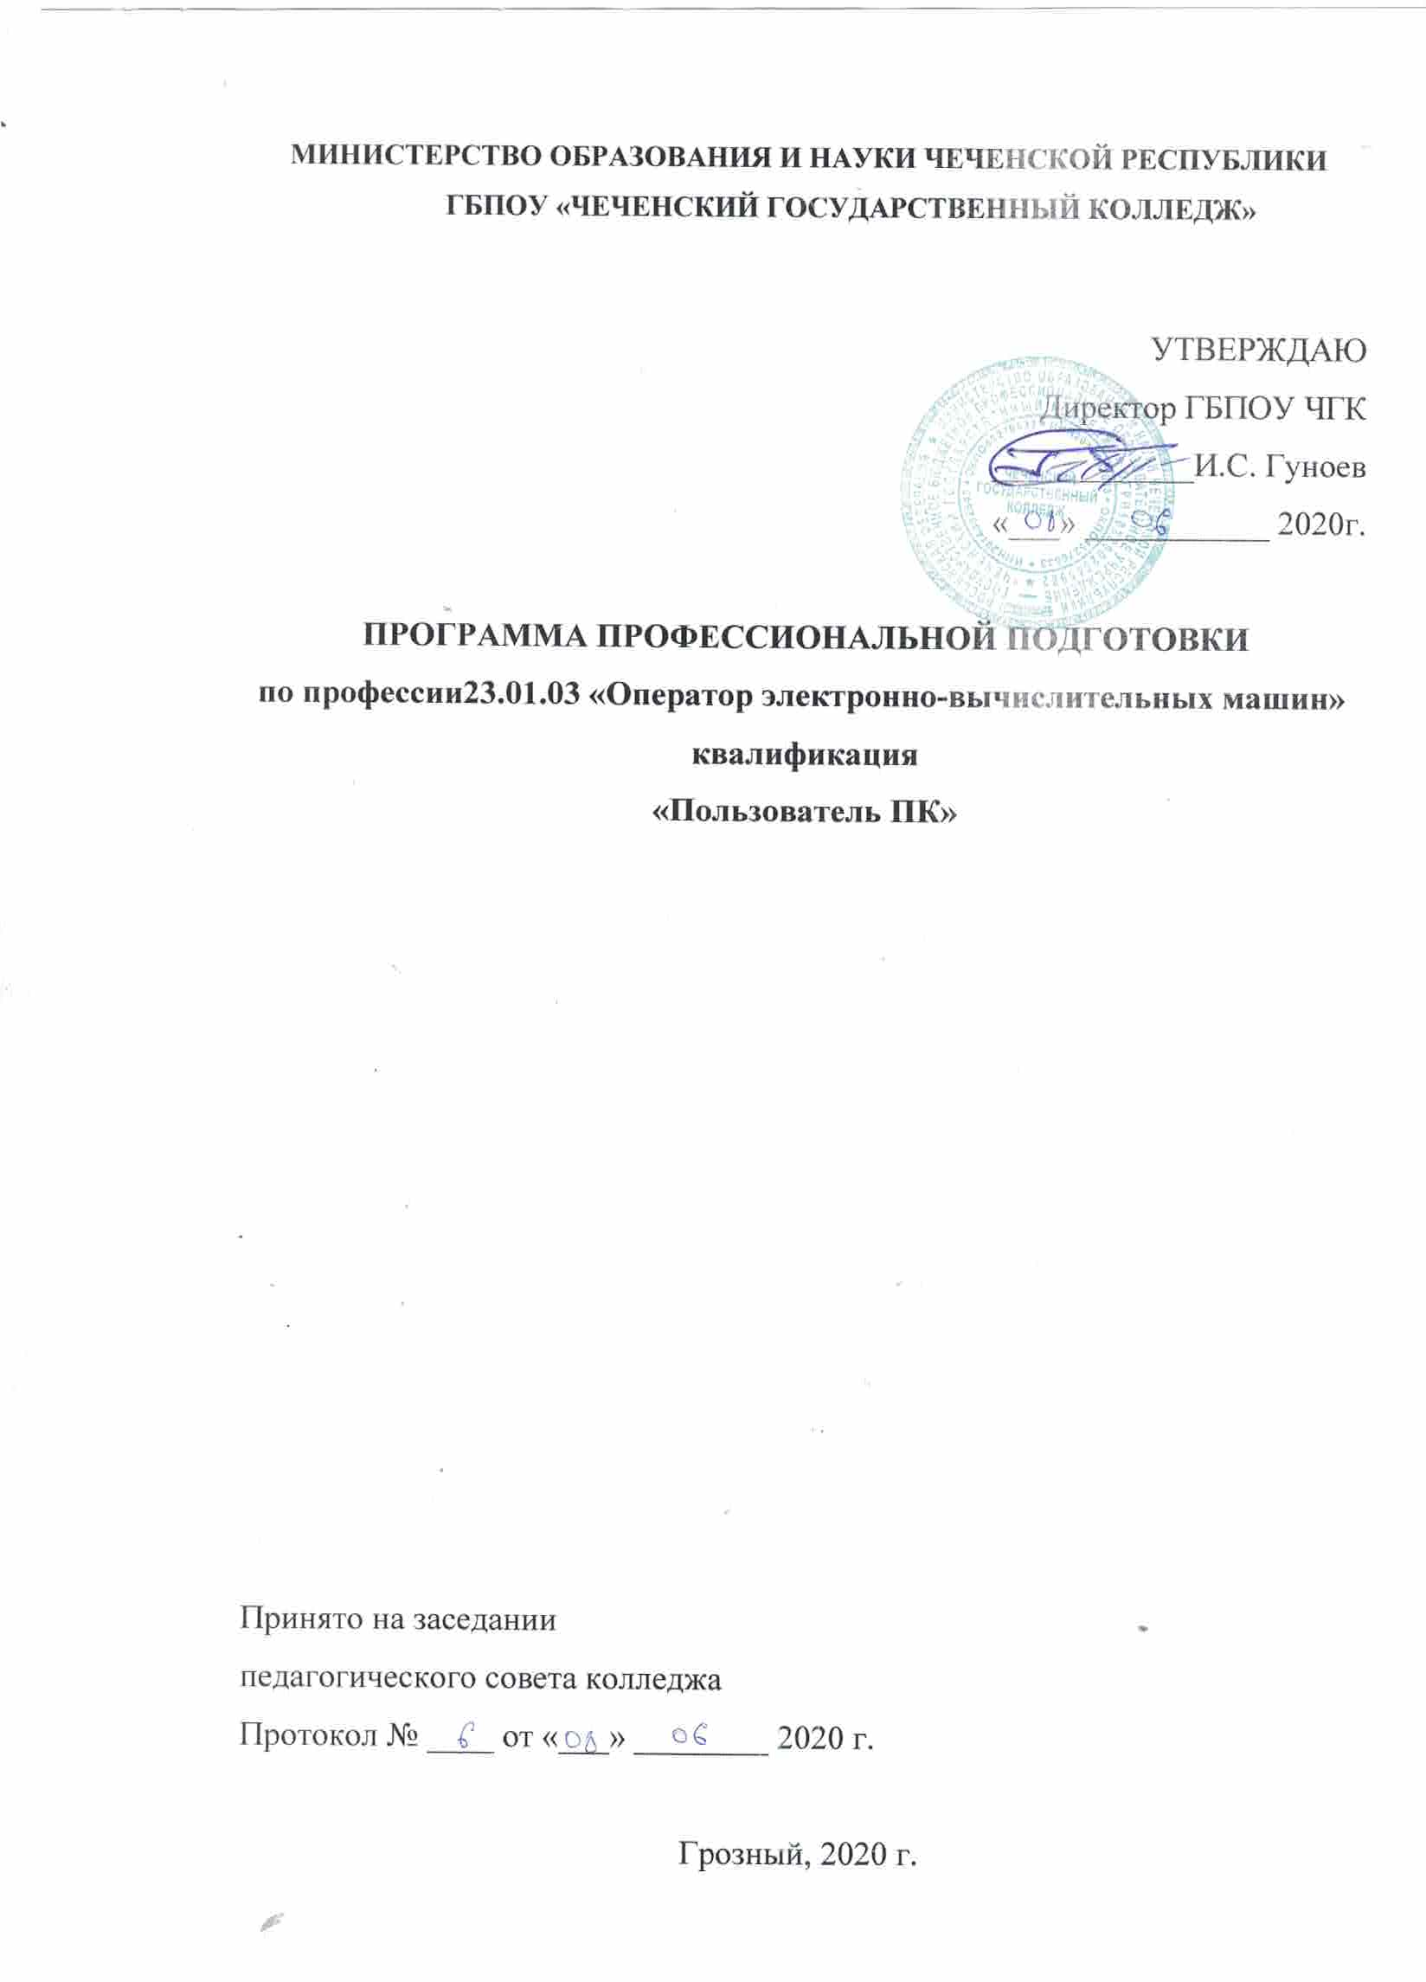 МИНИСТЕРСТВО ОБРАЗОВАНИЯ И НАУКИ ЧЕЧЕНСКОЙ РЕСПУБЛИКИ
ГБПОУ «ЧЕЧЕНСКИЙ ГОСУДАРСТВЕННЫЙ КОЛЛЕДЖ»
УТВЕРЖДАЮ
Директор ГБПОУ ЧГК
И.С. Гуноев
ГОСУДАРСТВЕННЫЙ
КОЛЛЕДЖ
«08» 06 2020г.
ПРОГРАММА ПРОФЕССИОНАЛЬНОЙ ПОДГОТОВКИ
по профессии23.01.03 «Оператор электронно-вычислительных машин»
квалификация
«Пользователь ПК»
Принято на заседании
педагогического совета колледжа
Протокол № 6 от «08» 06 2020 г.
Грозный, 2020 г.